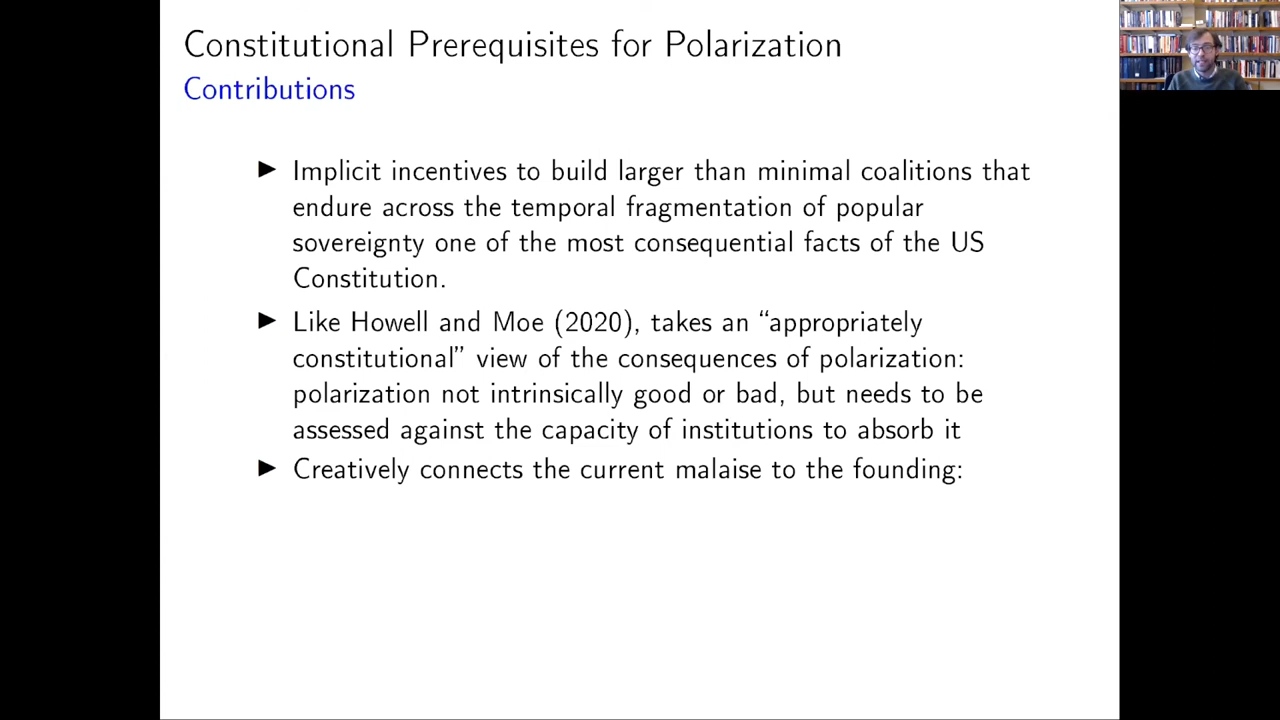 Constitutional Prerequisites for Polarization
Contributions
▶ Implicit incentives to build larger than minimal coalitions that
endure across the temporal fragmentation of popular
sovereignty one of the most consequential facts of the US
Constitution.
▶ Like Howell and Moe (2020), takes an “appropriately
constitutional” view of the consequences of polarization:
polarization not intrinsically good or bad, but needs to be
assessed against the capacity of institutions to absorb it
▶ Creatively connects the current malaise to the founding: